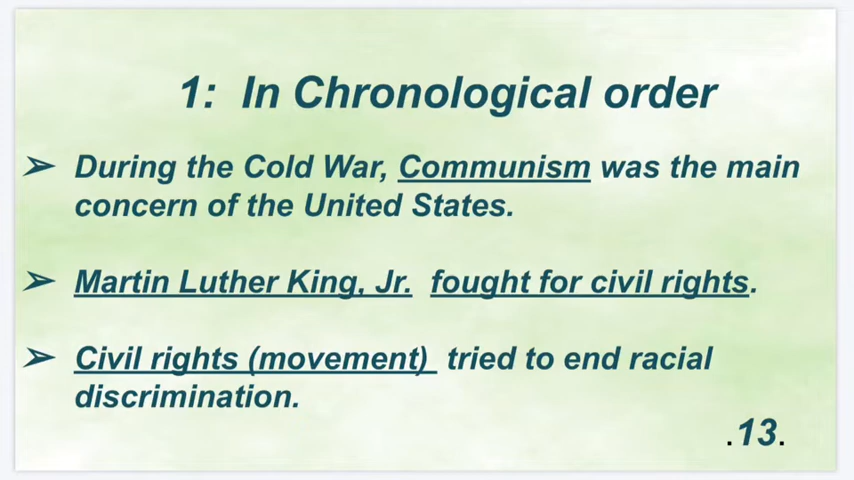 1: In Chronological order
➢ During the Cold War, Communism was the main
concern of the United States.
➢ Martin Luther King, Jr. fought for civil rights.
➢ Civil rights (movement) tried to end racial
discrimination.
.13.